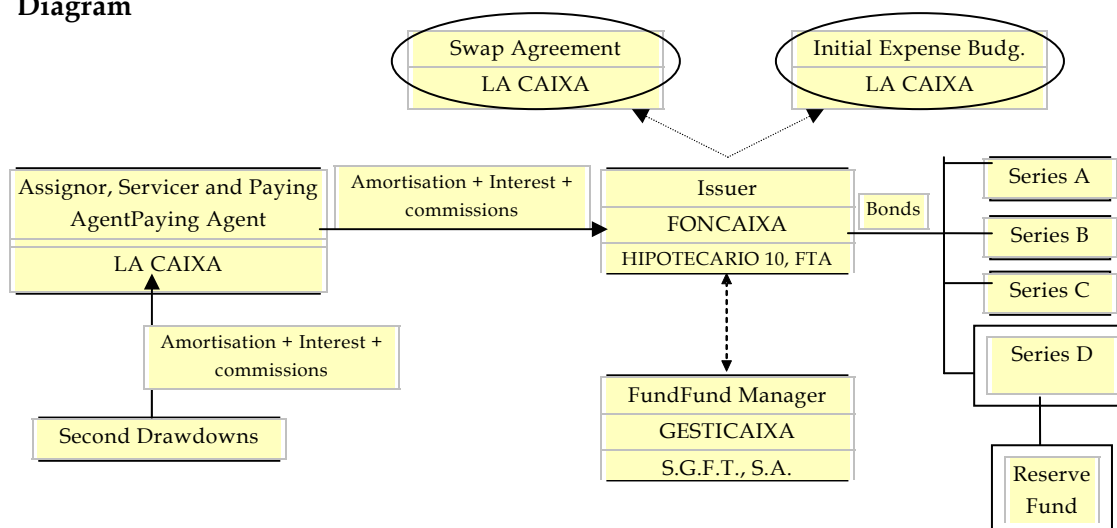 Diagram
Swap Agreement
LA CAIXA
Initial Expense Budg.
LA CAIXA
Assignor, Servicer and Paying
AgentPaying Agent
LA CAIXA
Amortisation + Interest +
commissions
Issuer
FONCAIXA
HIPOTECARIO 10, FTA
Bonds
Series A
Series B
Series C
Series D
Amortisation + Interest +
commissions
Second Drawdowns
FundFund Manager
GESTICAIXA
S.G.F.T., S.A.
Reserve
Fund